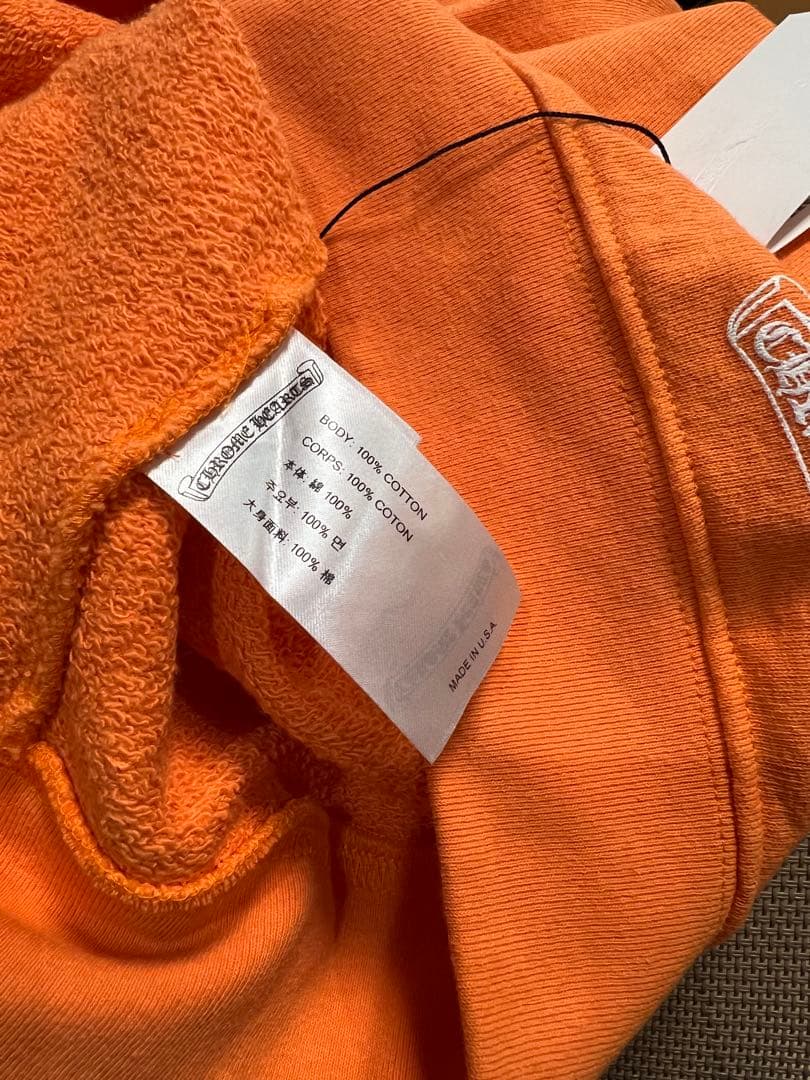 CHROME HEARTS
BODY: 100% COTTON
CORPS: 100% COTON
本体: 綿 100%
주요부: 100% 면
大身面料: 100% 棉
MADE IN U.S.A.